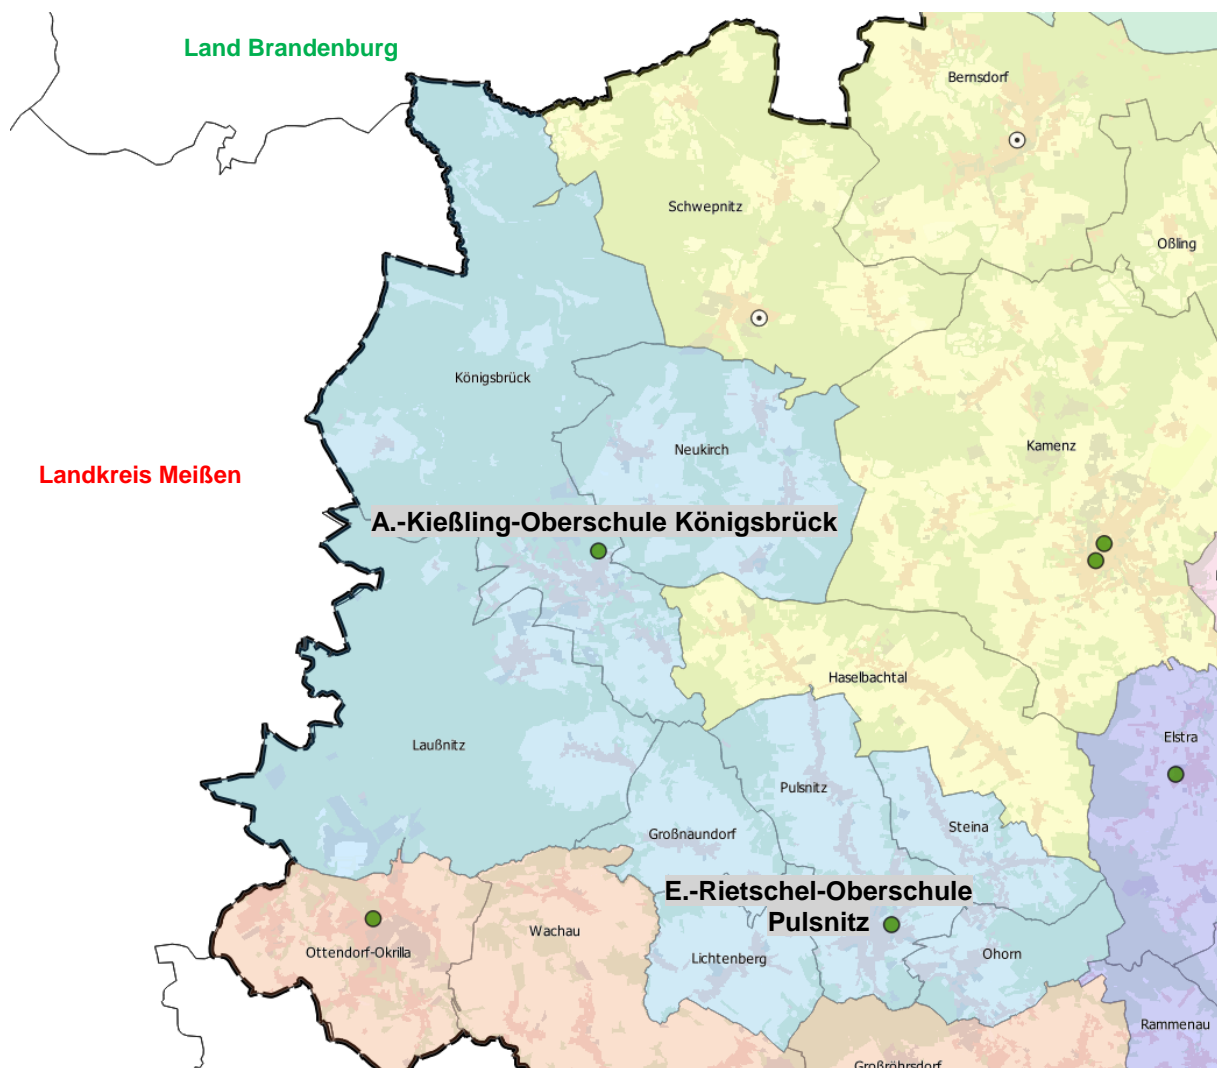 Land Brandenburg
Bernsdorf
Schwepnitz
Oßling
Königsbrück
Neukirch
Kamenz
Landkreis Meißen
A.-Kießling-Oberschule Königsbrück
Haselbachtal
Laußnitz
Elstra
Pulsnitz
Großnaundorf
Steina
E.-Rietschel-Oberschule
Pulsnitz
Wachau
Ottendorf-Okrilla
Lichtenberg
Ohorn
Rammenau
Großröhrsdorf